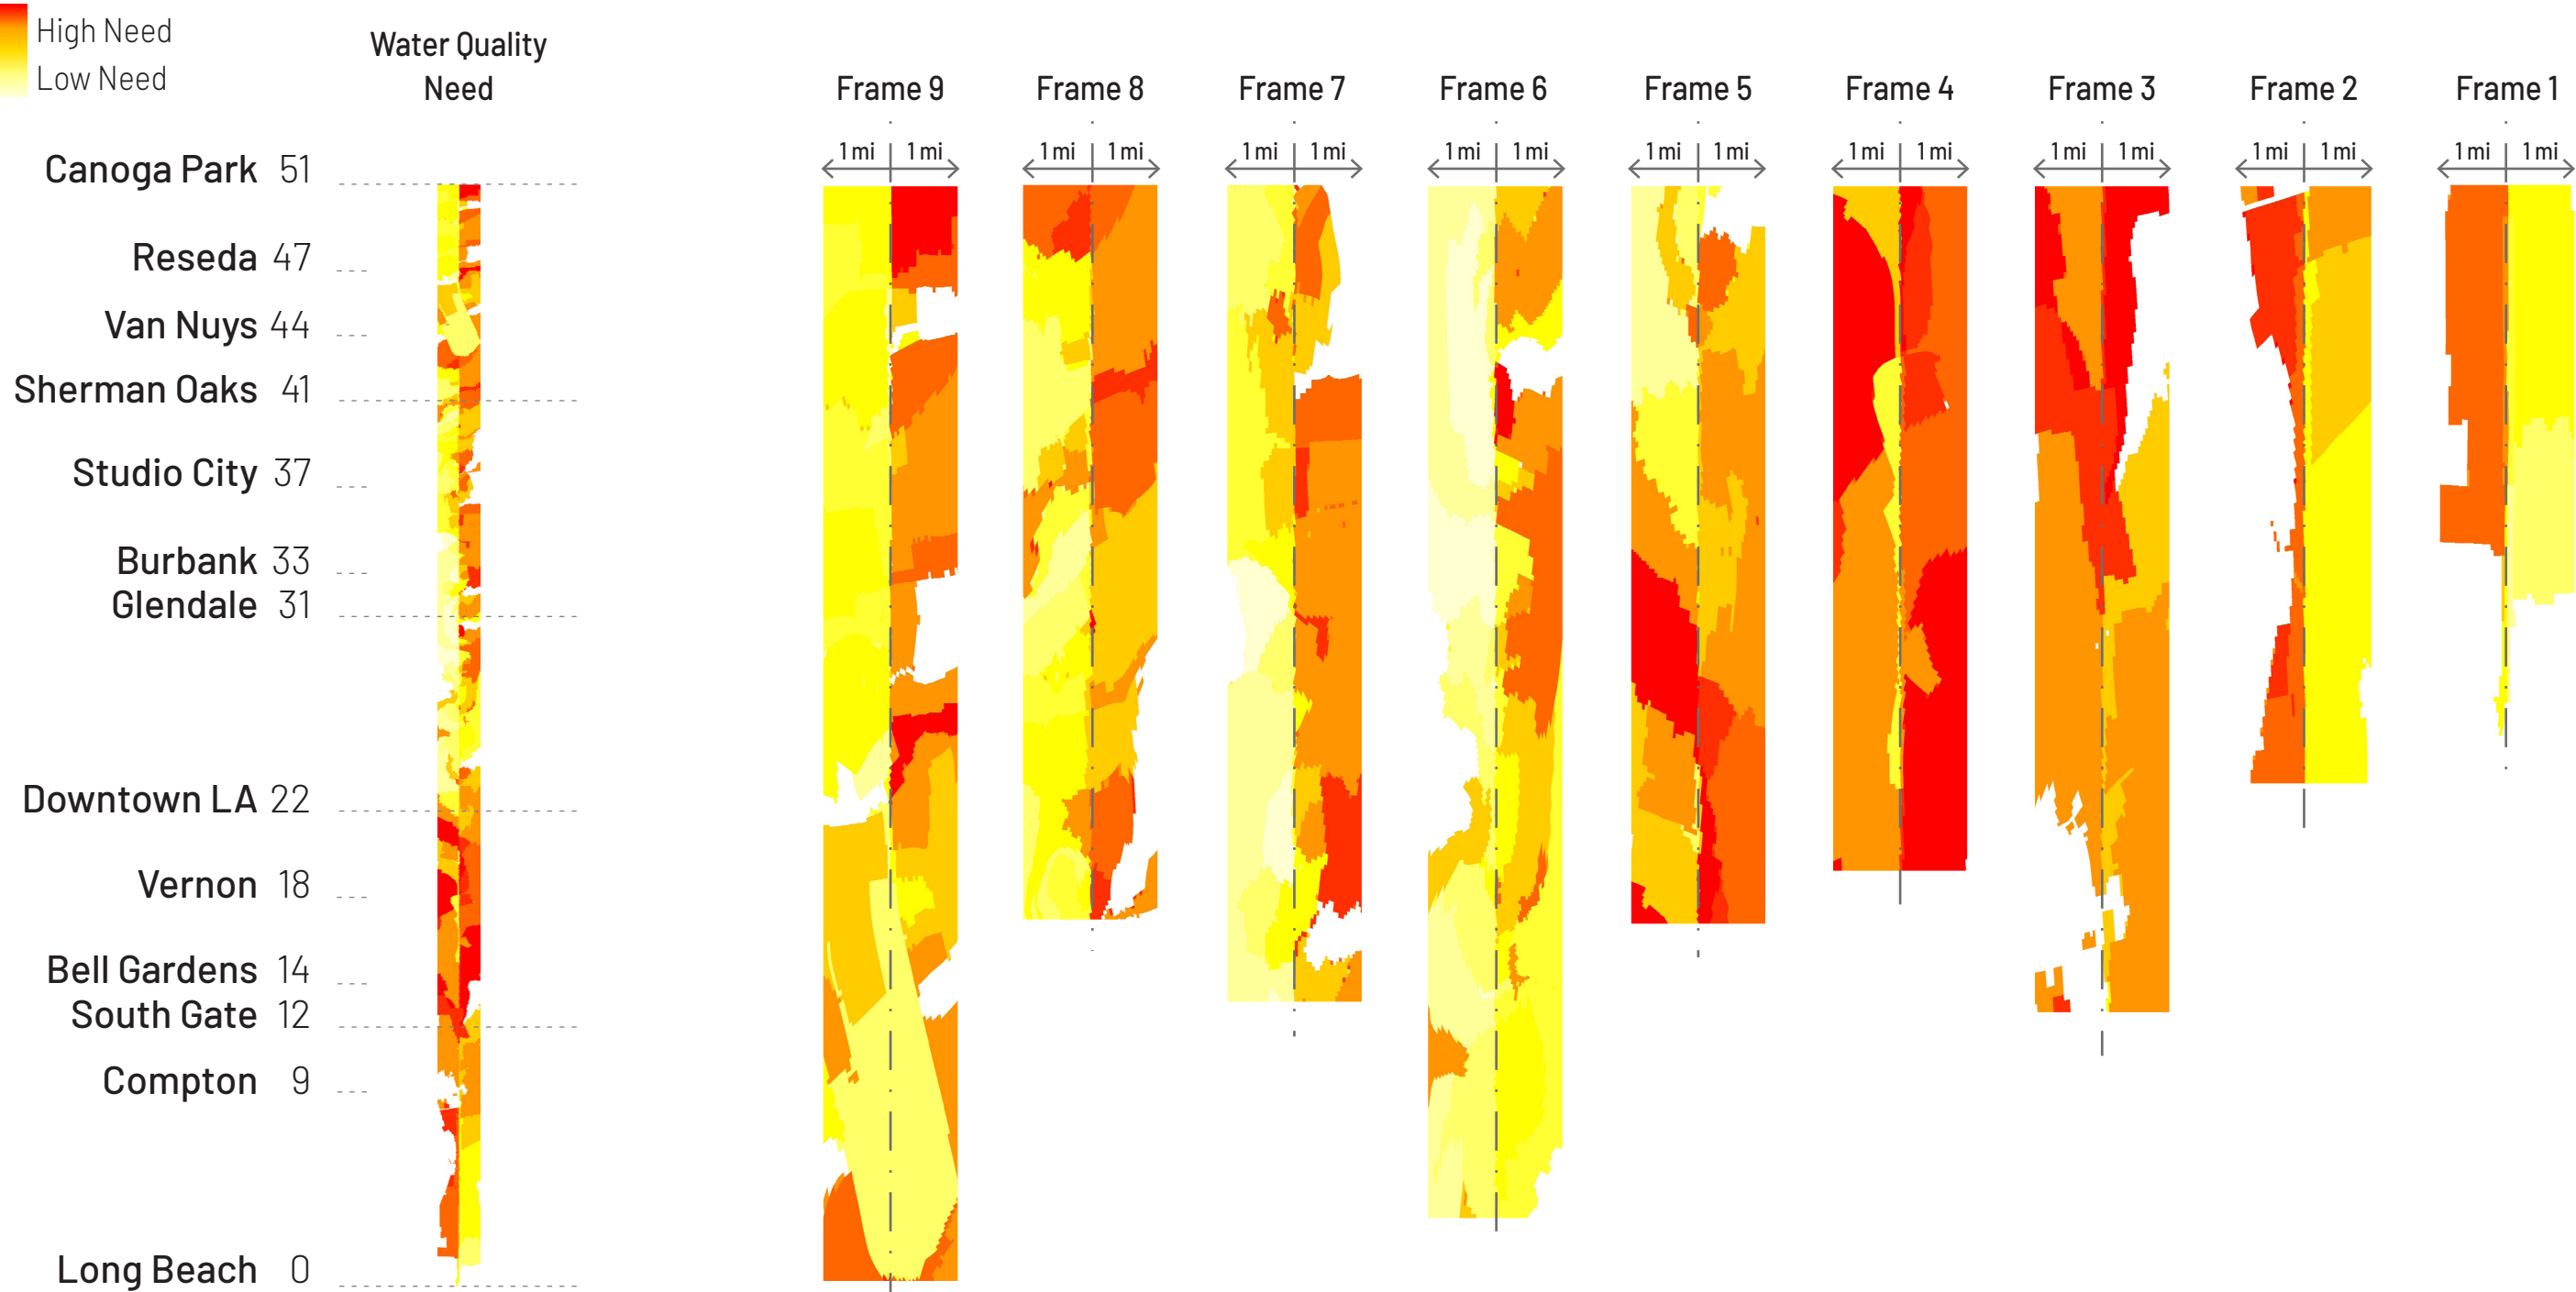 High Need
Low Need
Water Quality
Need
Frame 9
Frame 8
Frame 7
Frame 6
Frame 5
Frame 4
Frame 3
Frame 2
Frame 1
1 mi 1 mi
1 mi 1 mi
1 mi 1 mi
1 mi 1 mi
1 mi 1 mi
1 mi 1 mi
1 mi 1 mi
1 mi 1 mi
1 mi 1 mi
Canoga Park 51
Reseda 47
Van Nuys 44
Sherman Oaks 41
Studio City 37
Burbank 33
Glendale 31
Downtown LA 22
Vernon 18
Bell Gardens 14
South Gate 12
Compton 9
Long Beach 0